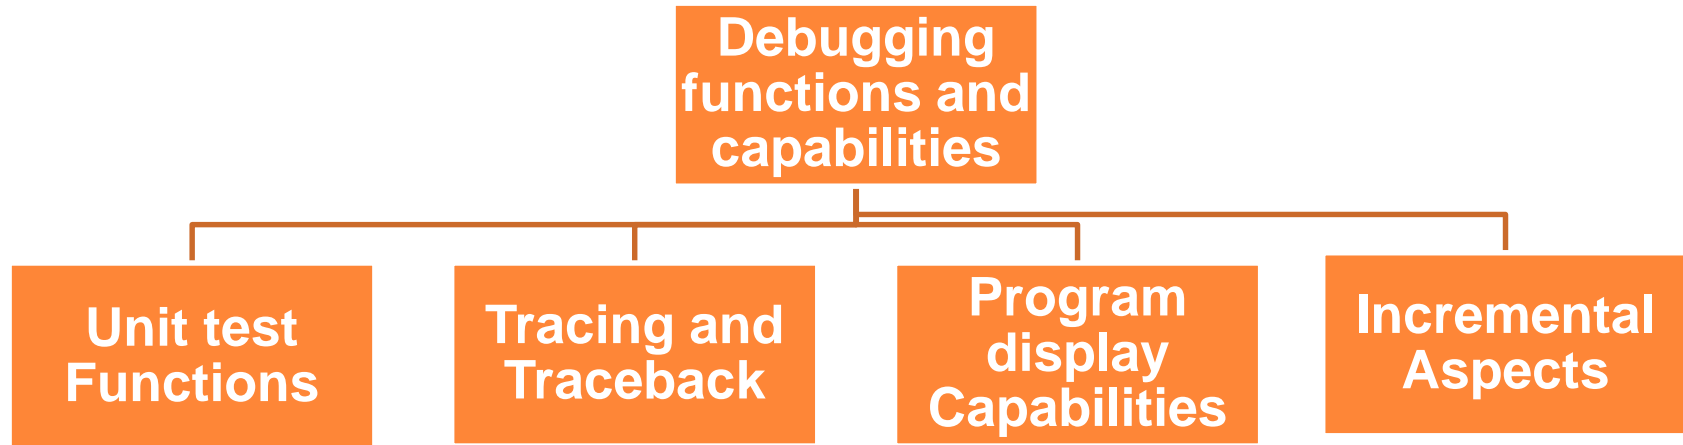 Debugging
functions and
capabilities
Unit test
Functions
Tracing and
Traceback
Program
display
Capabilities
Incremental
Aspects